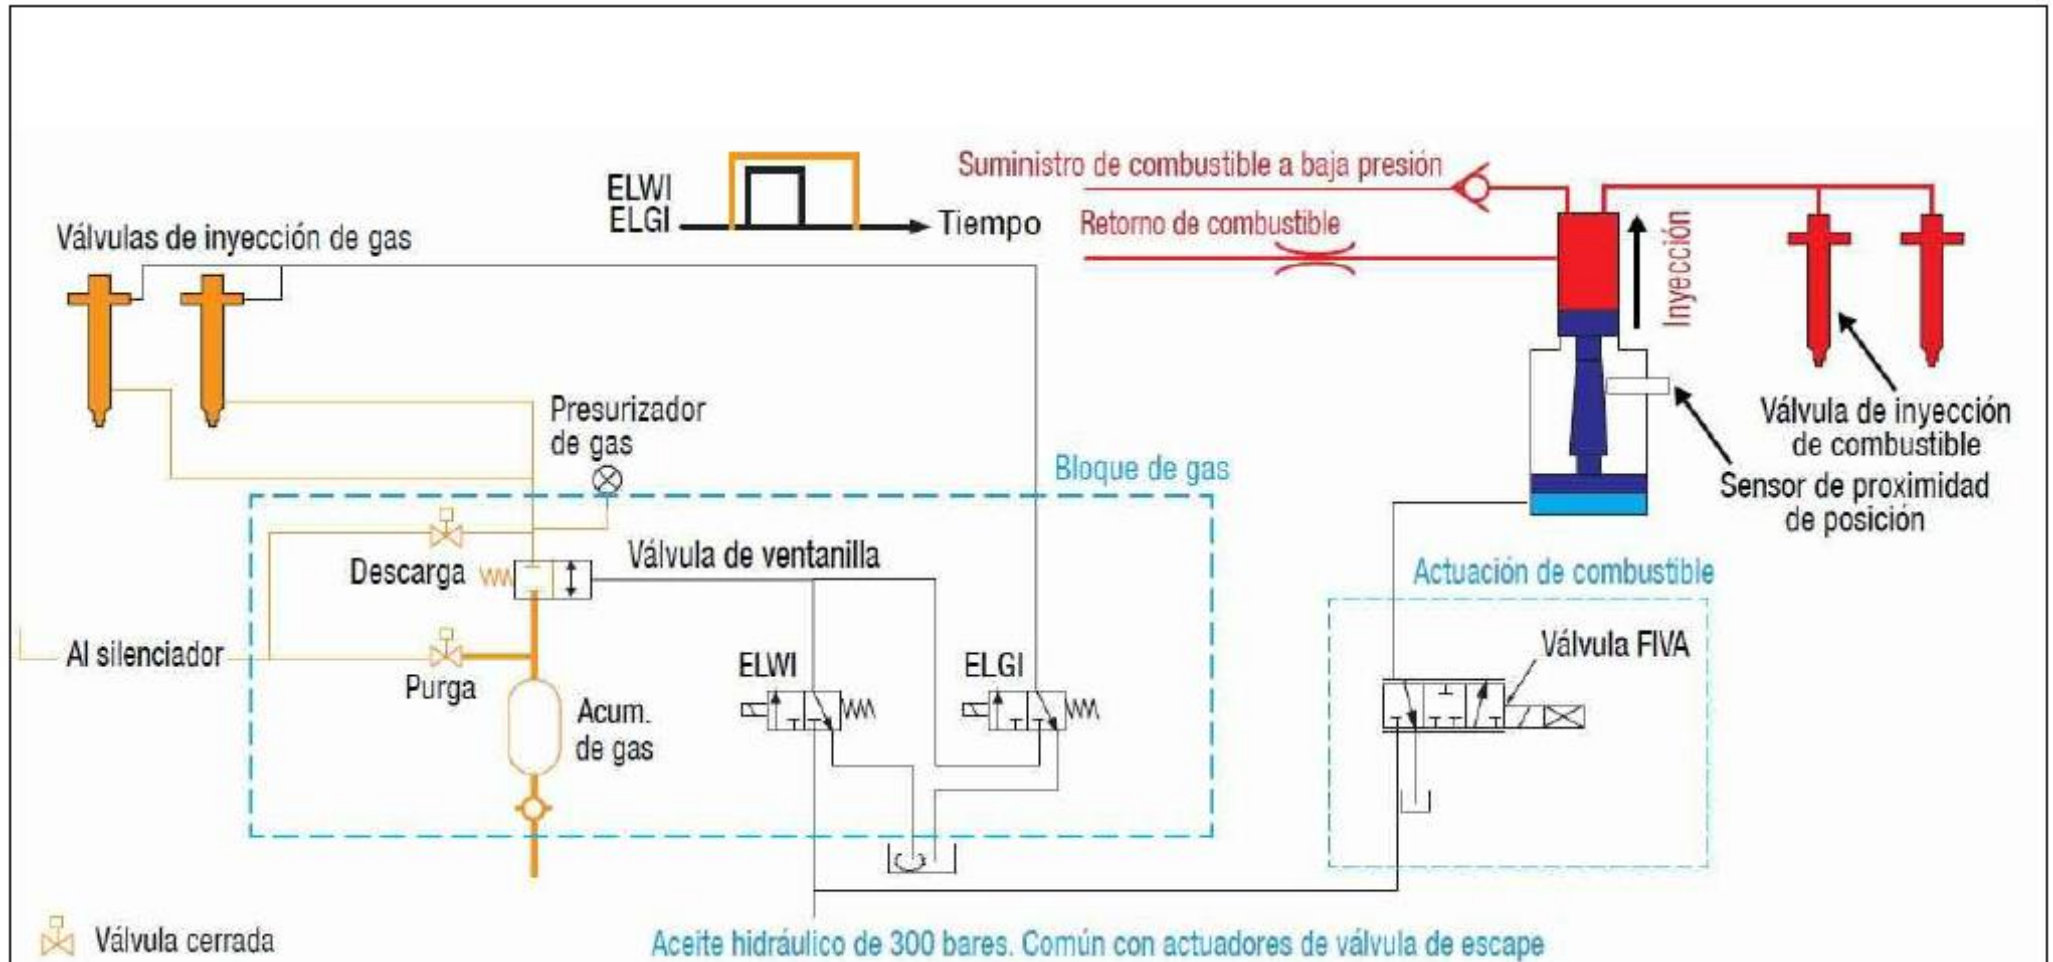 ELWI
ELGI
Tiempo
Suministro de combustible a baja presión
Retorno de combustible
Inyección
Válvulas de inyección de gas
Presurizador
de gas
Bloque de gas
Válvula de inyección
de combustible
Sensor de proximidad
de posición
Descarga
Válvula de ventanilla
Actuación de combustible
Al silenciador
Purga
ELWI
ELGI
Válvula FIVA
Acum.
de gas
Válvula cerrada
Aceite hidráulico de 300 bares. Común con actuadores de válvula de escape